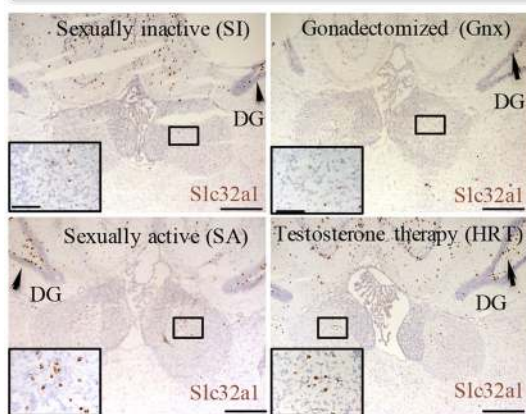 Sexually inactive (SI)
DG
Slc32a1
Gonadectomized (Gnx)
DG
Slc32a1
Sexually active (SA)
DG
Slc32a1
Testosterone therapy (HRT)
DG
Slc32a1